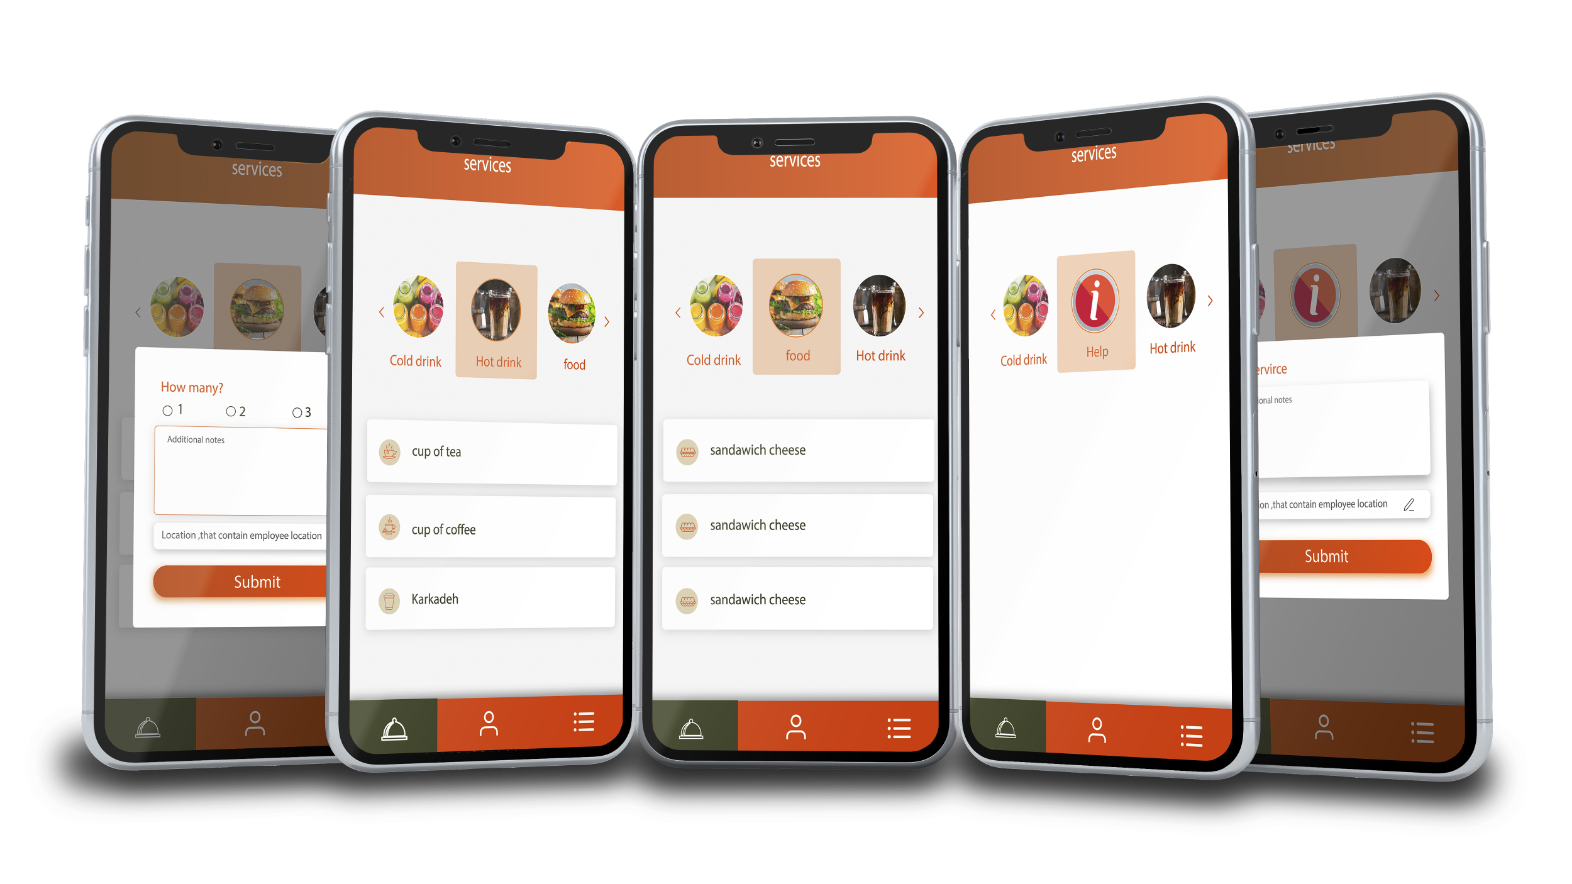 services
How many?
1 2 3
Additional notes
Location ,that contain employee location
Submit
services
Cold drink Hot drink food
cup of tea
cup of coffee
Karkadeh
services
Cold drink food Hot drink
sandawich cheese
sandawich cheese
sandawich cheese
services
Cold drink Help Hot drink
services
ervirce
ional notes
ion ,that contain employee location
Submit